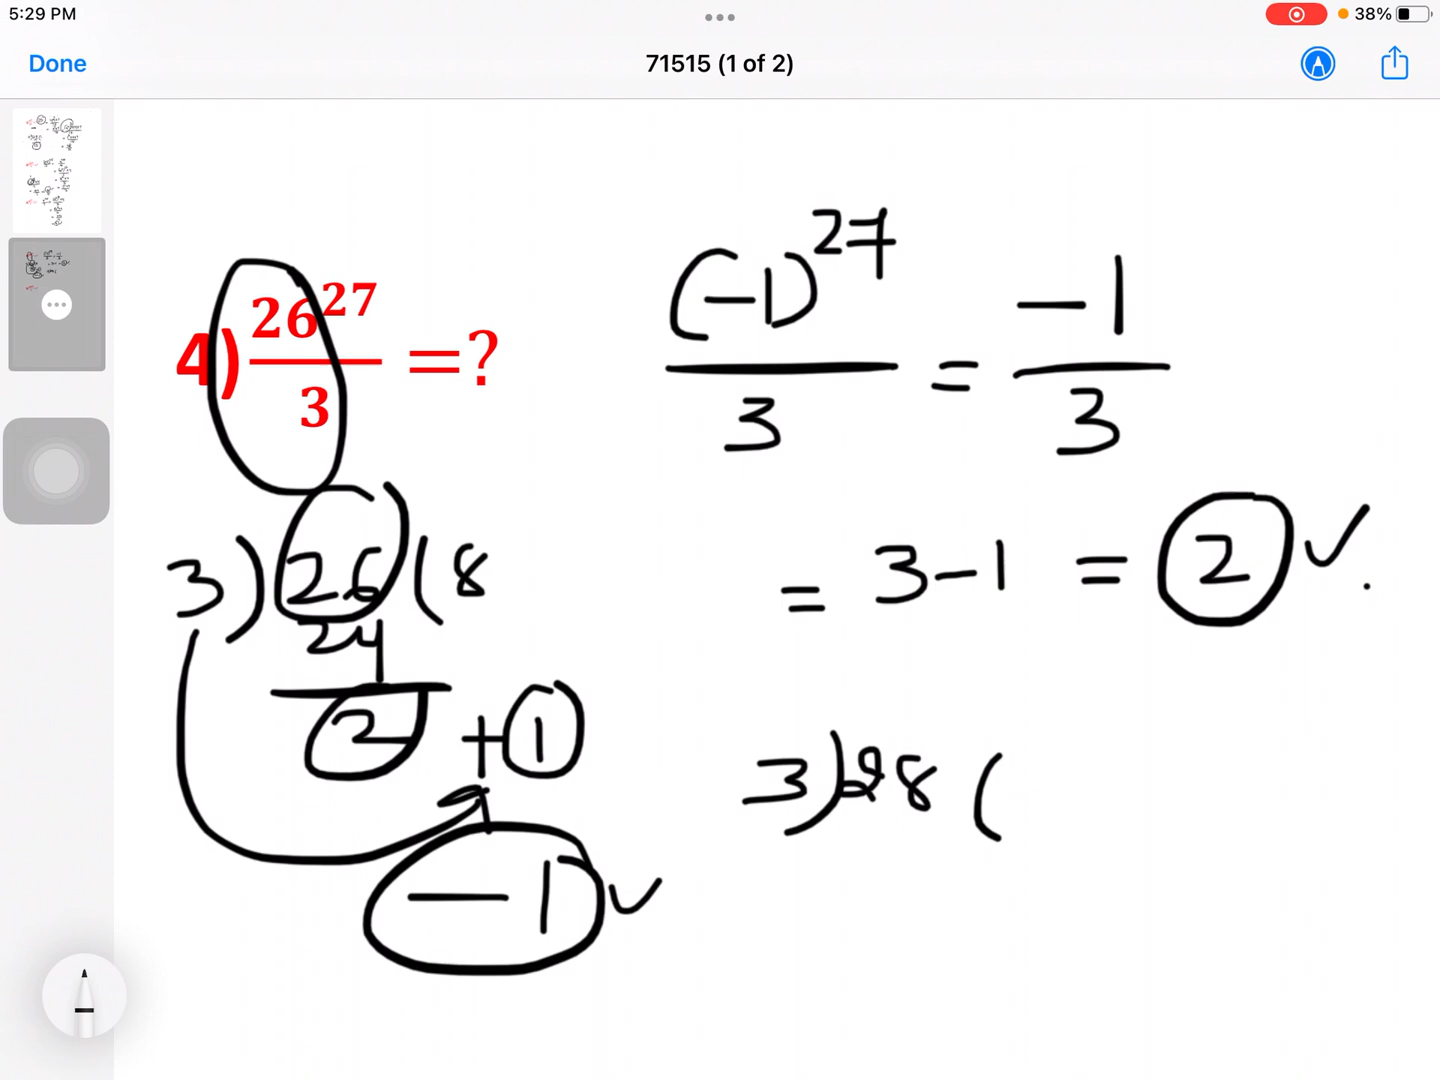 5:29 PM
38%
Done
71515 (1 of 2)
4) 26^27 / 3 =?
(-1)^27 / 3 = -1 / 3
= 3-1 = 2 ✓.
3) 26 ( 8
24
2 + 1
-1 ✓
3) 28 (